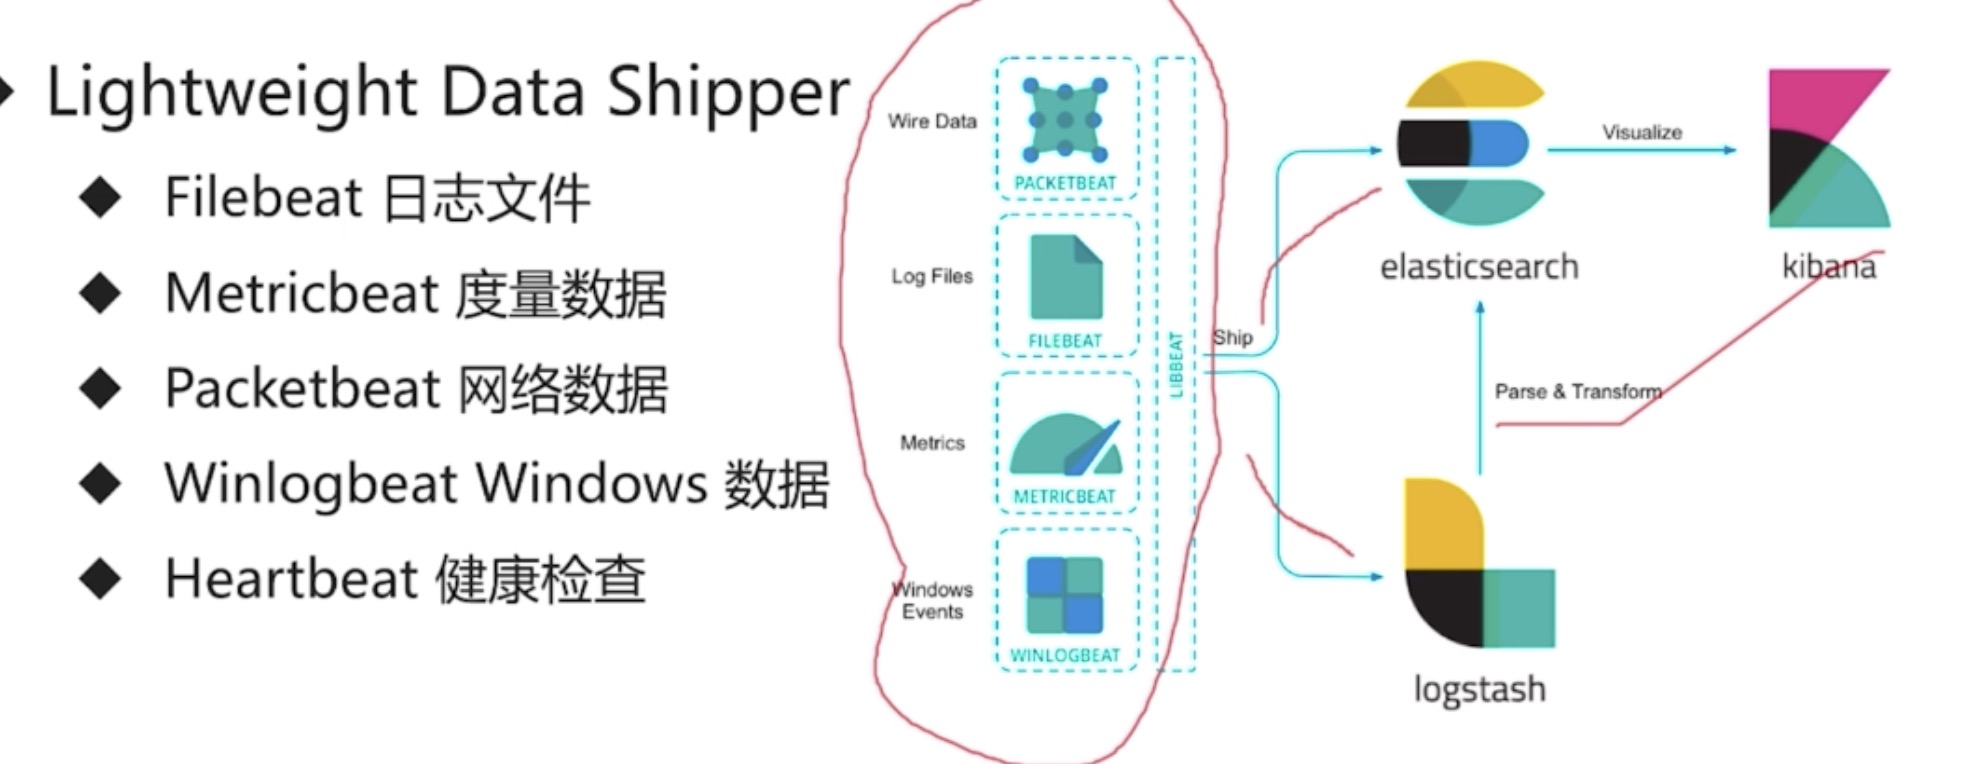 Lightweight Data Shipper
Filebeat 日志文件
Metricbeat 度量数据
Packetbeat 网络数据
Winlogbeat Windows 数据
Heartbeat 健康检查
Wire Data
PACKETBEAT
Log Files
FILEBEAT
Metrics
METRICBEAT
Windows
Events
WINLOGBEAT
LIBBEAT
Ship
elasticsearch
Visualize
kibana
Parse & Transform
logstash